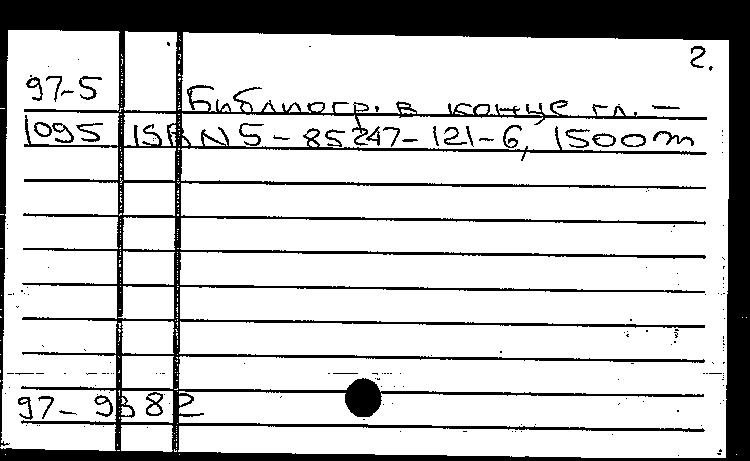 2.
97-5 Библиогр. в конце гл. —
1095 ISBN 5-85247-121-6, 1500 т
97-9382